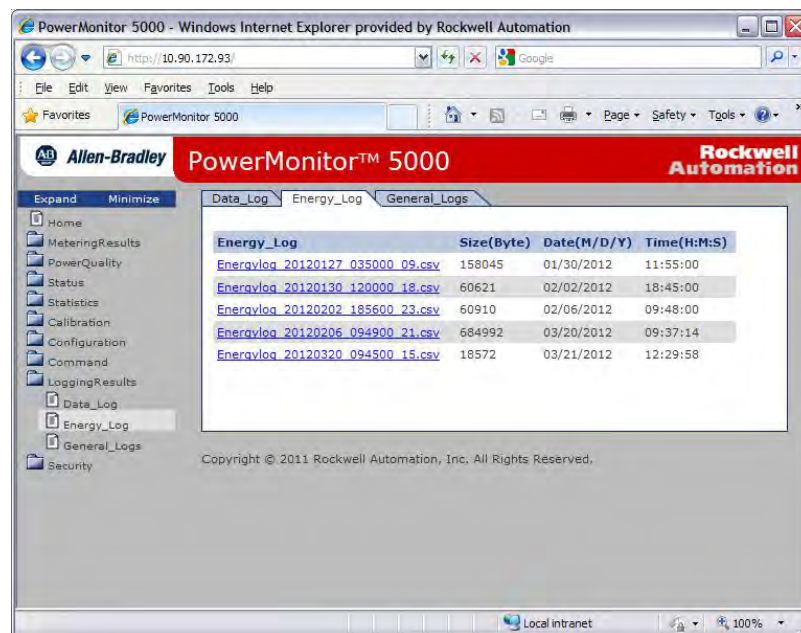 PowerMonitor 5000 - Windows Internet Explorer provided by Rockwell Automation
http://10.90.172.93/
Google
File Edit View Favorites Tools Help
Favorites PowerMonitor 5000 Page Safety Tools
AB Allen-Bradley PowerMonitor™ 5000 Rockwell Automation
Expand Minimize
Home
MeteringResults
PowerQuality
Status
Statistics
Calibration
Configuration
Command
LoggingResults
Data_Log
Energy_Log
General_Logs
Security
Data_Log Energy_Log General_Logs
Energy_Log Size(Byte) Date(M/D/Y) Time(H:M:S)
Energylog_20120127_035000_09.csv 158045 01/30/2012 11:55:00
Energylog_20120130_120000_18.csv 60621 02/02/2012 18:45:00
Energylog_20120202_185600_23.csv 60910 02/06/2012 09:48:00
Energylog_20120206_094900_21.csv 684992 03/20/2012 09:37:14
Energylog_20120320_094500_15.csv 18572 03/21/2012 12:29:58
Copyright © 2011 Rockwell Automation, Inc. All Rights Reserved.
Local intranet 100%